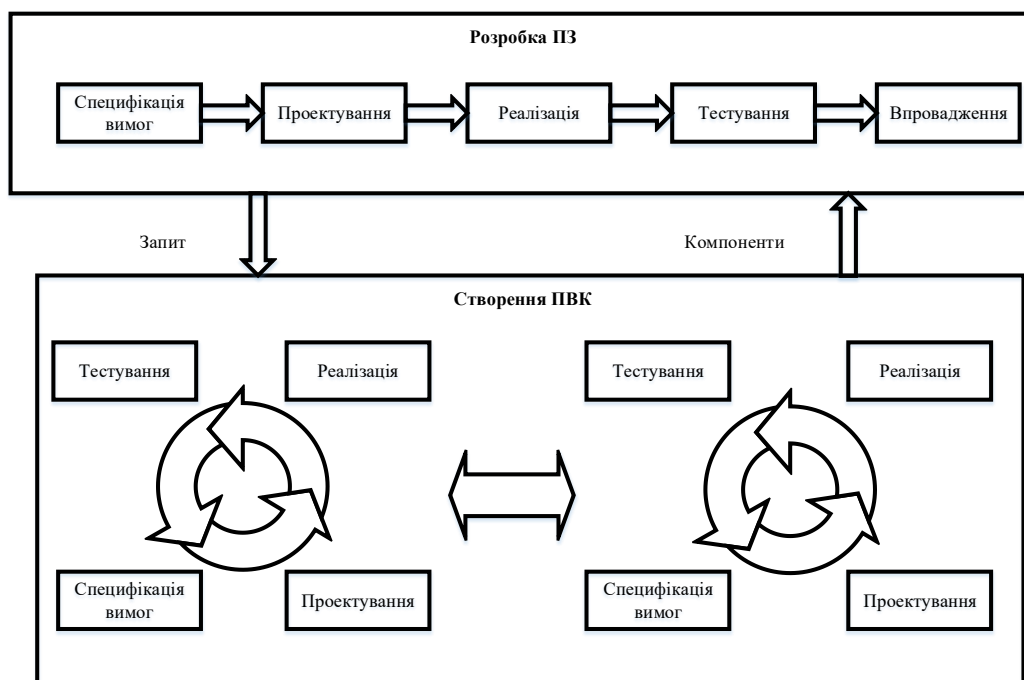 Розробка ПЗ
Специфікація
вимог
Проектування
Реалізація
Тестування
Впровадження
Запит
Компоненти
Створення ПВК
Тестування
Реалізація
Тестування
Реалізація
Специфікація
вимог
Проектування
Специфікація
вимог
Проектування